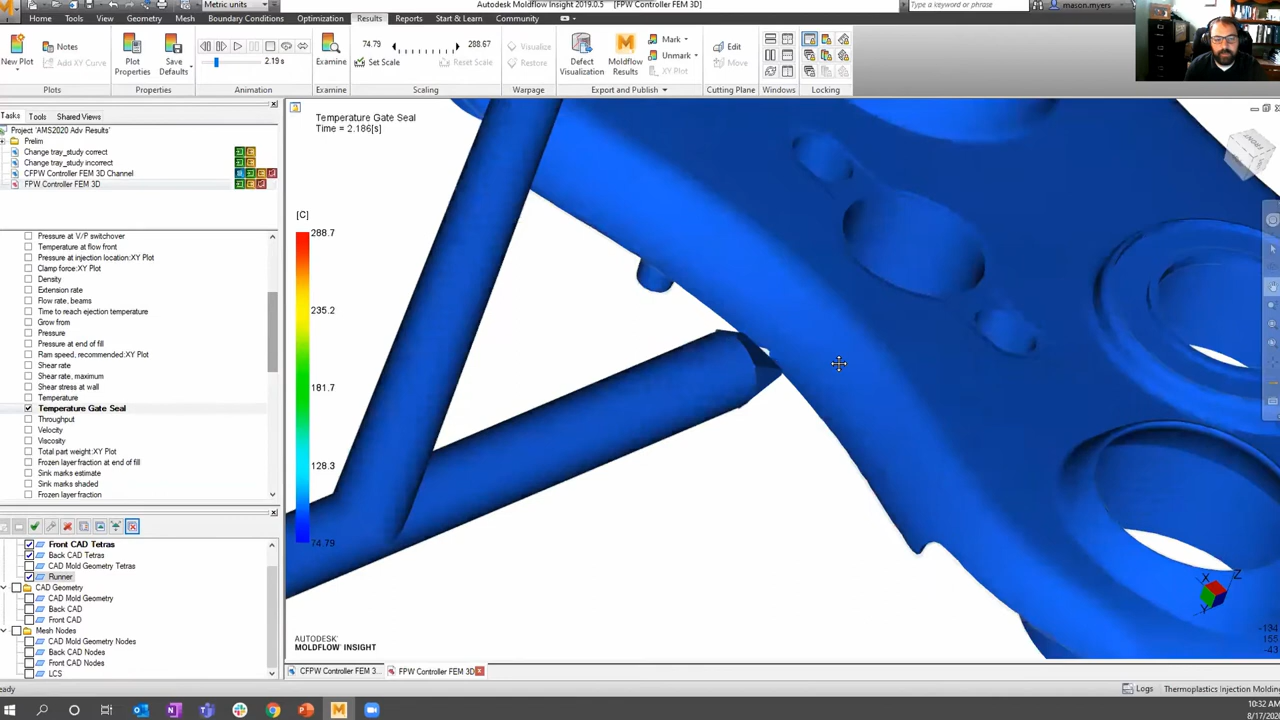 Metric units
Autodesk Moldflow Insight 2019.0.5 [FPW Controller FEM 3D]
Type a keyword or phrase
mason.myers
Home
Tools
View
Geometry
Mesh
Boundary Conditions
Optimization
Results
Reports
Start & Learn
Community
New Plot
Notes
Add XY Curve
Plots
Plot Properties
Save Defaults
Properties
2.19 s
Animation
Examine
Examine
74.79
288.67
Set Scale
Reset Scale
Scaling
Visualize
Restore
Warpage
Defect Visualization
Moldflow Results
Mark
Unmark
XY Plot
Export and Publish
Edit
Move
Cutting Plane
Windows
Locking
Tasks
Tools
Shared Views
Project 'AMS2020 Adv Results'
Prelim
Change tray_study correct
Change tray_study incorrect
CFPW Controller FEM 3D Channel
FPW Controller FEM 3D
Pressure at V/P switchover
Temperature at flow front
Pressure at injection location:XY Plot
Clamp force:XY Plot
Density
Extension rate
Flow rate, beams
Time to reach ejection temperature
Grow from
Pressure
Pressure at end of fill
Ram speed, recommended:XY Plot
Shear rate
Shear rate, maximum
Shear stress at wall
Temperature
Temperature Gate Seal
Throughput
Velocity
Viscosity
Total part weight:XY Plot
Frozen layer fraction at end of fill
Sink marks estimate
Sink marks shaded
Frozen layer fraction
Front CAD Tetras
Back CAD Tetras
CAD Mold Geometry Tetras
Runner
CAD Geometry
CAD Mold Geometry
Back CAD
Front CAD
Mesh Nodes
CAD Mold Geometry Nodes
Back CAD Nodes
Front CAD Nodes
LCS
Temperature Gate Seal
Time = 2.186[s]
[C]
288.7
235.2
181.7
128.3
74.79
FRONT
X
Z
Y
-134
155
-43
AUTODESK
MOLDFLOW INSIGHT
CFPW Controller FEM 3...
FPW Controller FEM 3D
eady
Logs
Thermoplastics Injection Molding
10:32 AM
8/17/20